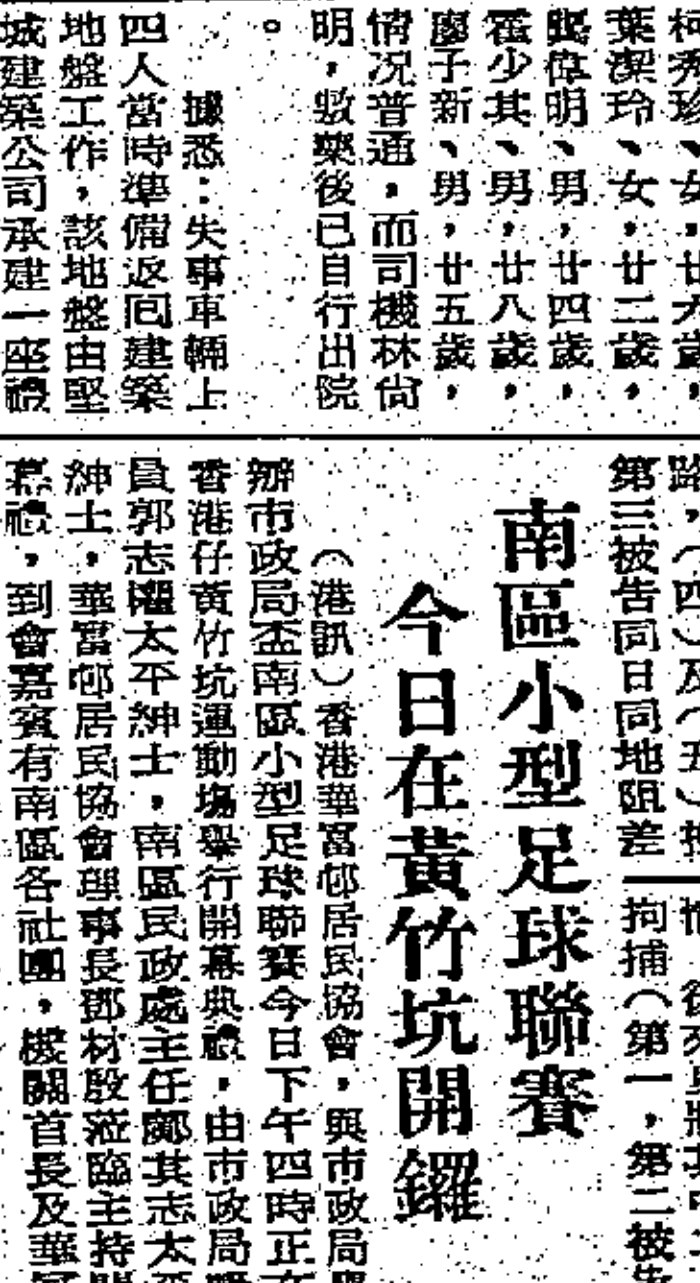 柯秀珍、女,廿六歲,
葉潔玲、女,廿二歲,
偉明、男,廿四歲,
霍少其、男,廿八歲,
廖子新、男,廿五歲,
情况普通,而司機林尙
明,敷藥後已自行出院
。
據悉:失事車輛上
四人當時準備返回建築
地盤工作,該地盤由堅
城建築公司承建一座禮
路,(四)及(五)
第三被告同日同地阻差
拘捕(第一,第二被告
南區小型足球聯賽
今日在黃竹坑開鑼
(港訊)香港華富邨居民協會,與市政局
辦市政局盃南區小型足球聯賽今日下午四時正在
香港仔黃竹坑運動塲舉行開幕典禮,由市政局
員郭志權太平紳士,南區民政處主任鄺其志太平
紳士,華富邨居民協會理事長鄧材殷蒞臨主持開
幕禮,到會嘉賓有南區各社團,機關首長及華富